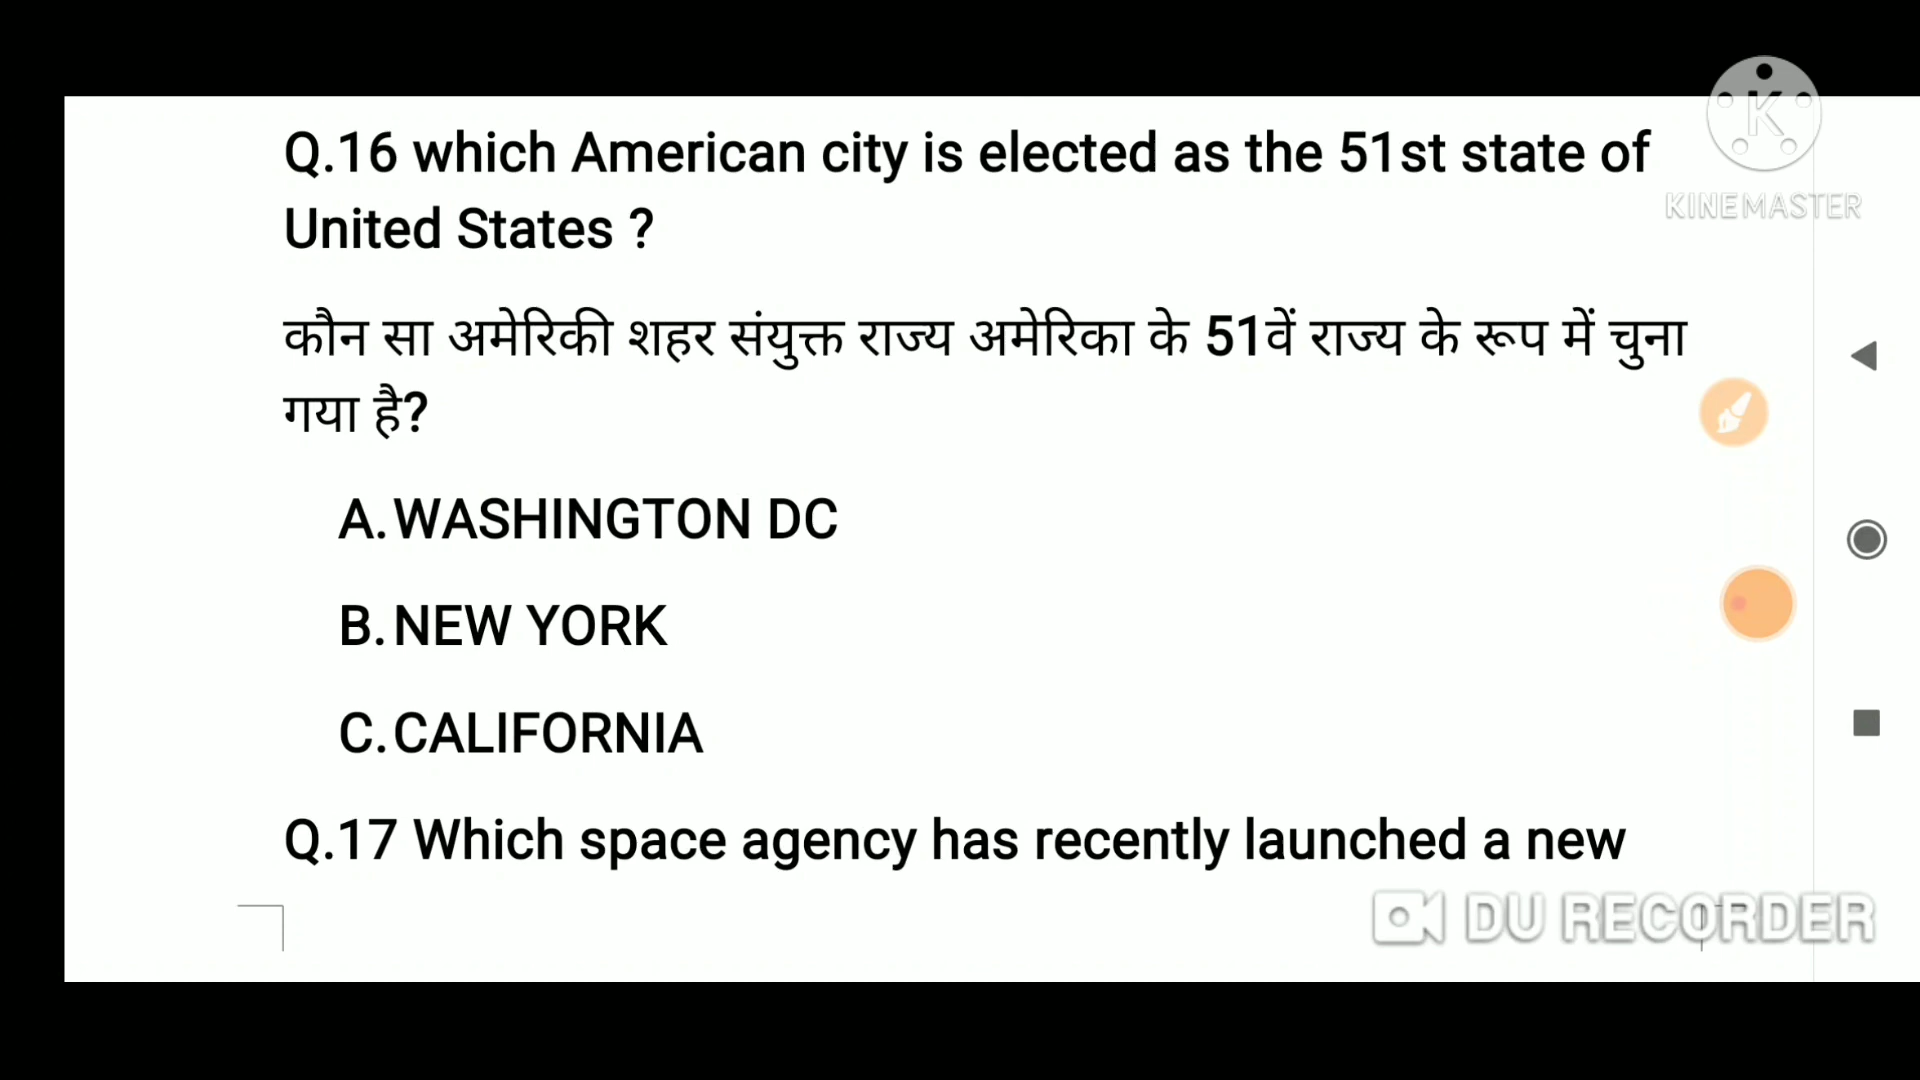 Q.16 which American city is elected as the 51st state of
United States ?
कौन सा अमेरिकी शहर संयुक्त राज्य अमेरिका के 51वें राज्य के रूप में चुना
गया है?
A. WASHINGTON DC
B. NEW YORK
C. CALIFORNIA
Q.17 Which space agency has recently launched a new
K
KINEMASTER
DU RECORDER